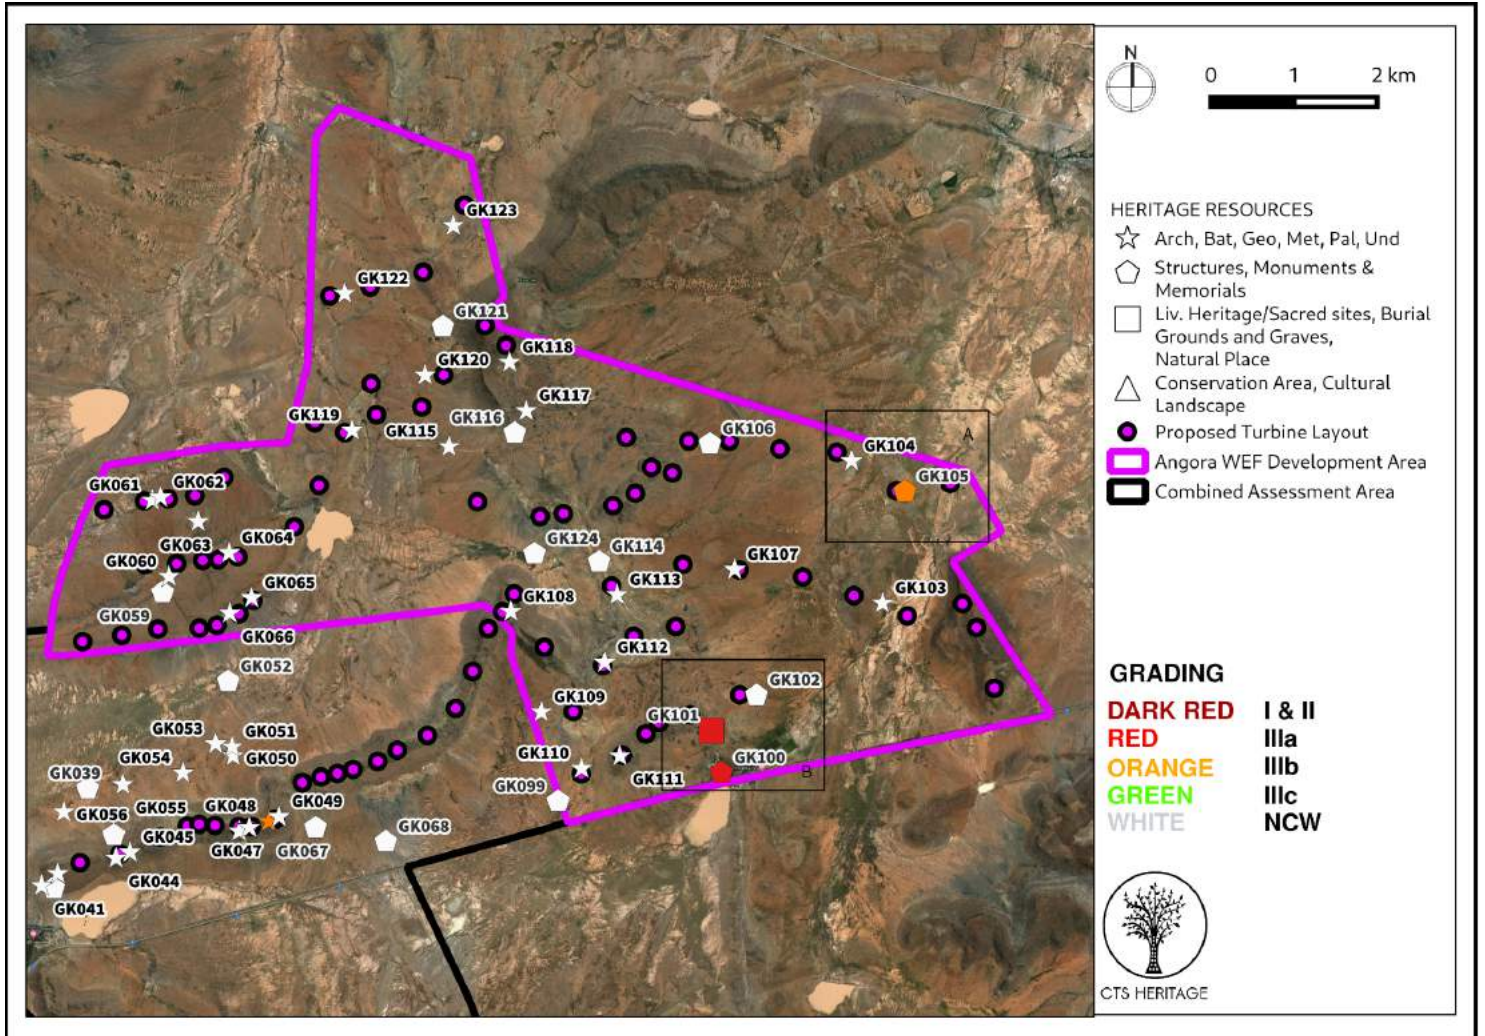 N
0 1 2 km
HERITAGE RESOURCES
Arch, Bat, Geo, Met, Pal, Und
Structures, Monuments &
Memorials
Liv. Heritage/Sacred sites, Burial
Grounds and Graves,
Natural Place
Conservation Area, Cultural
Landscape
Proposed Turbine Layout
Angora WEF Development Area
Combined Assessment Area
GRADING
DARK RED I & II
RED IIIa
ORANGE IIIb
GREEN IIIc
WHITE NCW
CTS HERITAGE
GK123
GK122
GK121
GK118
GK120
GK117
GK119
GK116
GK115
GK106
A
GK104
GK105
GK061
GK062
GK063
GK064
GK124
GK114
GK107
GK060
GK065
GK113
GK108
GK103
GK059
GK066
GK112
GK052
GK102
GK109
GK101
GK053
GK051
GK054
GK050
GK110
GK100
B
GK039
GK111
GK099
GK056
GK055
GK048
GK049
GK045
GK047
GK067
GK068
GK044
GK041